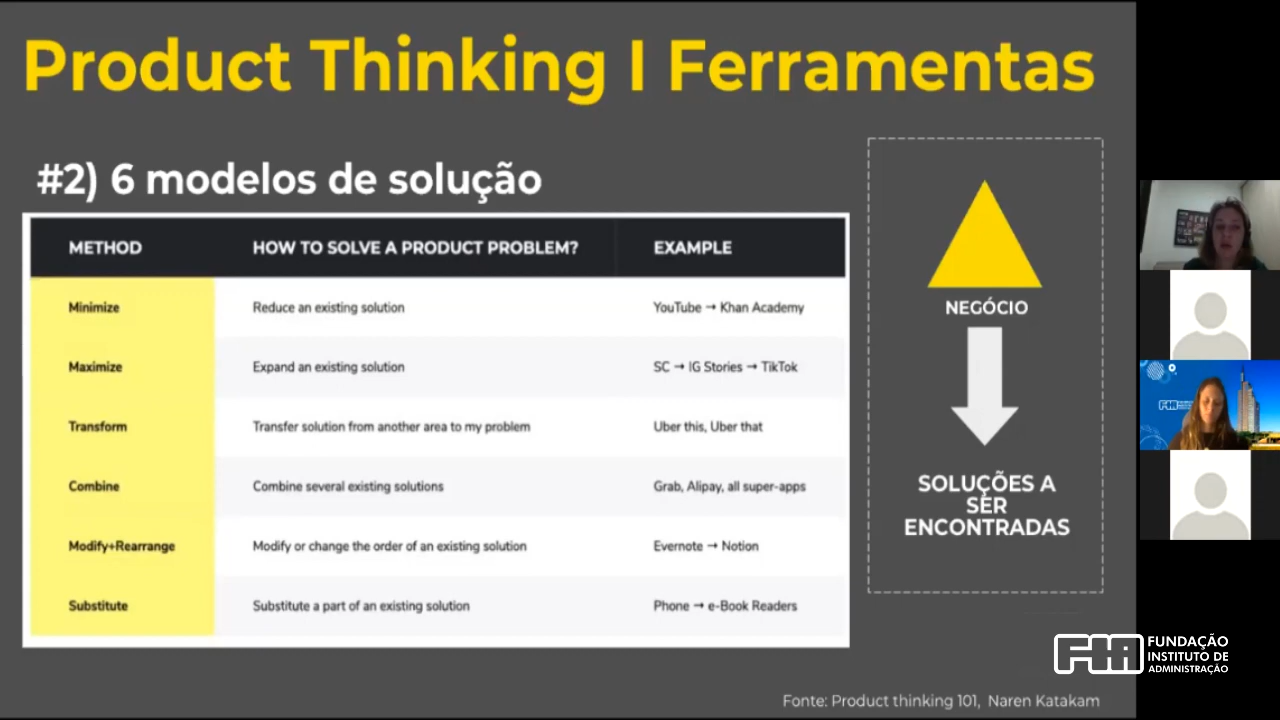 Product Thinking I Ferramentas
#2) 6 modelos de solução
METHOD HOW TO SOLVE A PRODUCT PROBLEM? EXAMPLE
Minimize Reduce an existing solution YouTube → Khan Academy
Maximize Expand an existing solution SC → IG Stories → TikTok
Transform Transfer solution from another area to my problem Uber this, Uber that
Combine Combine several existing solutions Grab, Alipay, all super-apps
Modify+Rearrange Modify or change the order of an existing solution Evernote → Notion
Substitute Substitute a part of an existing solution Phone → e-Book Readers
NEGÓCIO
SOLUÇÕES A
SER
ENCONTRADAS
FIA
FIA FUNDAÇÃO
INSTITUTO DE
ADMINISTRAÇÃO
Fonte: Product thinking 101, Naren Katakam